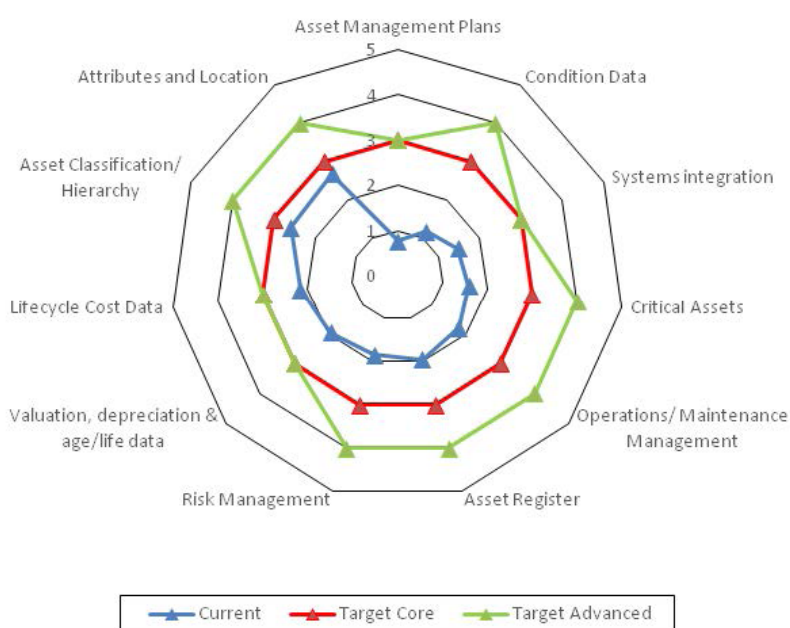 Asset Management Plans
5
Attributes and Location
Condition Data
4
3
Asset Classification/
Hierarchy
Systems integration
2
1
0
Lifecycle Cost Data
Critical Assets
Valuation, depreciation &
age/life data
Operations/ Maintenance
Management
Risk Management
Asset Register
Current
Target Core
Target Advanced